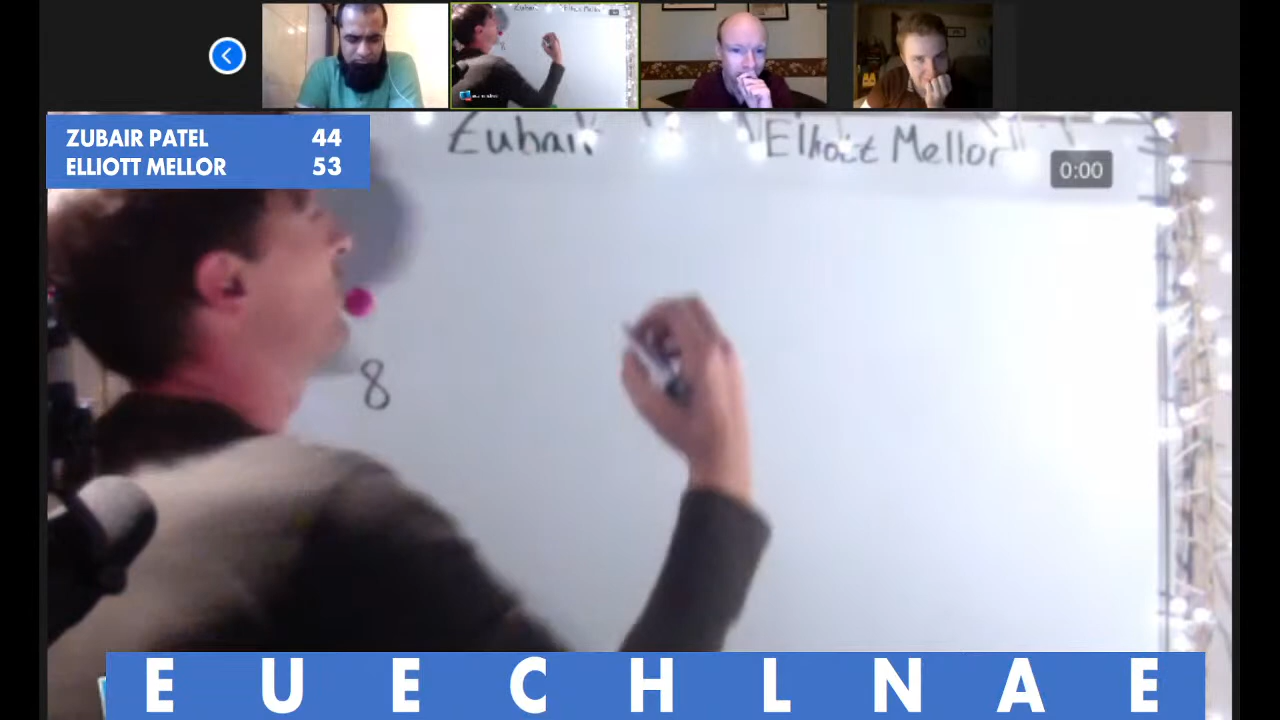 ZUBAIR PATEL 44
ELLIOTT MELLOR 53
Zubair
Elliott Mellor
0:00
8
E U E C H L N A E